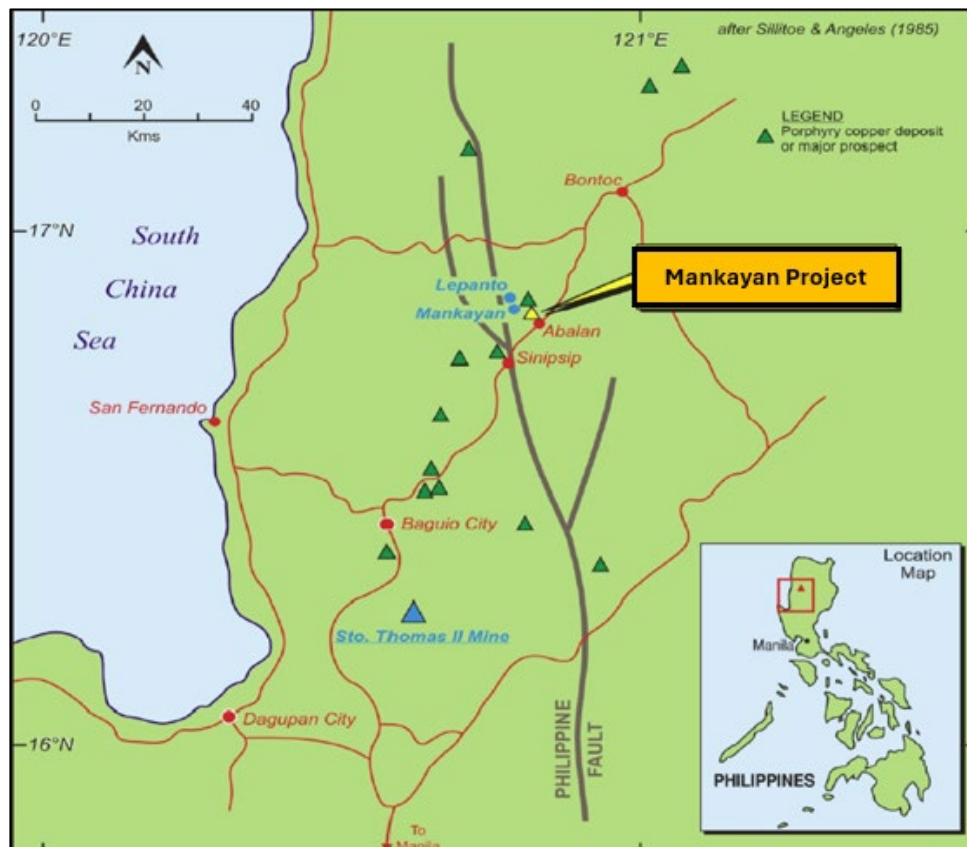 120°E
121°E
after Sillitoe & Angeles (1985)
N
0 20 40
Kms
LEGEND
Porphyry copper deposit
or major prospect
Bontoc
17°N
South
China
Sea
Mankayan Project
Lepanto
Mankayan
Abalan
Sinipsip
San Fernando
Baguio City
Sto. Thomas II Mine
Dagupan City
16°N
PHILIPPINE
FAULT
To
Manila
Location
Map
Manila
PHILIPPINES